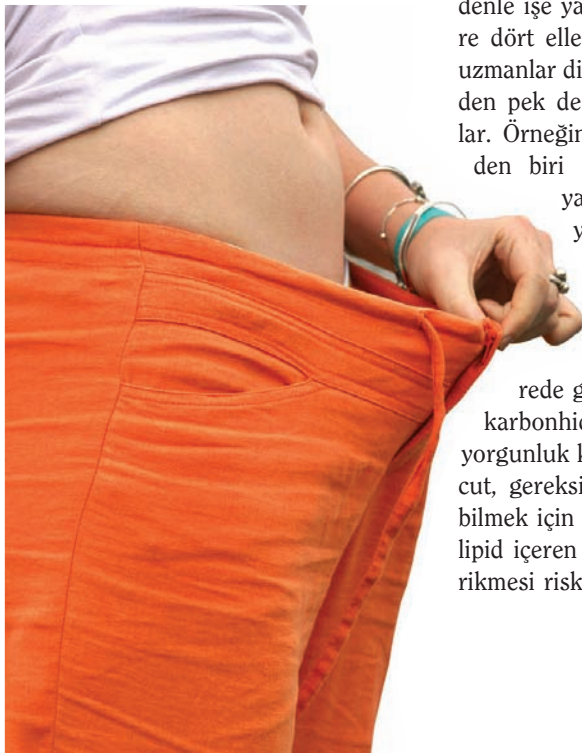 denle işe ya
re dört elle
uzmanlar di
den pek de
lar. Örneğin
den biri
ya
y
rede g
karbonhid
yorgunluk k
cut, gereksi
bilmek için
lipid içeren
rikmesi risk